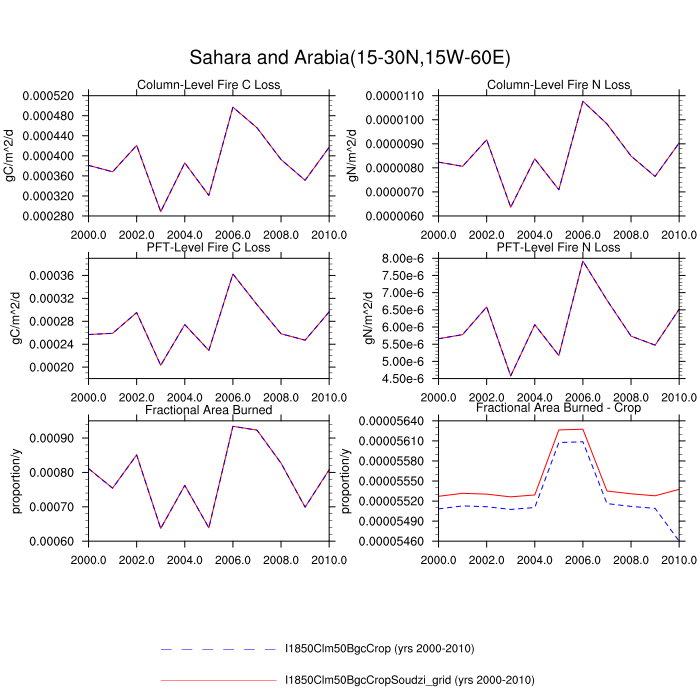 Sahara and Arabia(15-30N,15W-60E)
Column-Level Fire C Loss
gC/m^2/d
0.000520
0.000480
0.000440
0.000400
0.000360
0.000320
0.000280
2000.0 2002.0 2004.0 2006.0 2008.0 2010.0
Column-Level Fire N Loss
gN/m^2/d
0.0000110
0.0000100
0.0000090
0.0000080
0.0000070
0.0000060
2000.0 2002.0 2004.0 2006.0 2008.0 2010.0
PFT-Level Fire C Loss
gC/m^2/d
0.00036
0.00032
0.00028
0.00024
0.00020
2000.0 2002.0 2004.0 2006.0 2008.0 2010.0
PFT-Level Fire N Loss
gN/m^2/d
8.00e-6
7.50e-6
7.00e-6
6.50e-6
6.00e-6
5.50e-6
5.00e-6
4.50e-6
2000.0 2002.0 2004.0 2006.0 2008.0 2010.0
Fractional Area Burned
proportion/y
0.00090
0.00080
0.00070
0.00060
2000.0 2002.0 2004.0 2006.0 2008.0 2010.0
Fractional Area Burned - Crop
proportion/y
0.00005640
0.00005610
0.00005580
0.00005550
0.00005520
0.00005490
0.00005460
2000.0 2002.0 2004.0 2006.0 2008.0 2010.0
I1850Clm50BgcCrop (yrs 2000-2010)
I1850Clm50BgcCropSoudzi_grid (yrs 2000-2010)